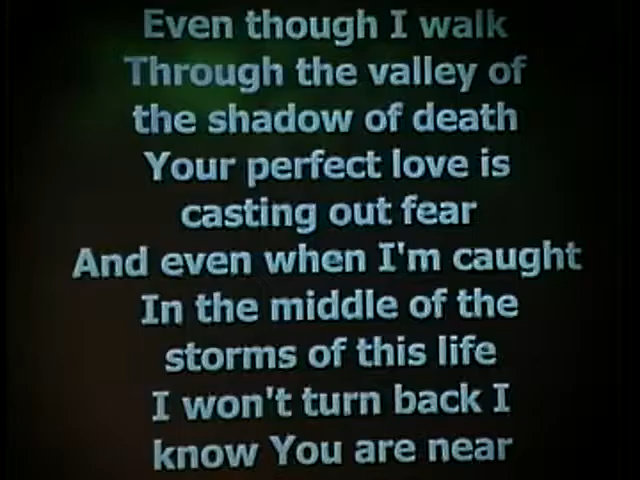 Even though I walk
Through the valley of
the shadow of death
Your perfect love is
casting out fear
And even when I'm caught
In the middle of the
storms of this life
I won't turn back I
know You are near